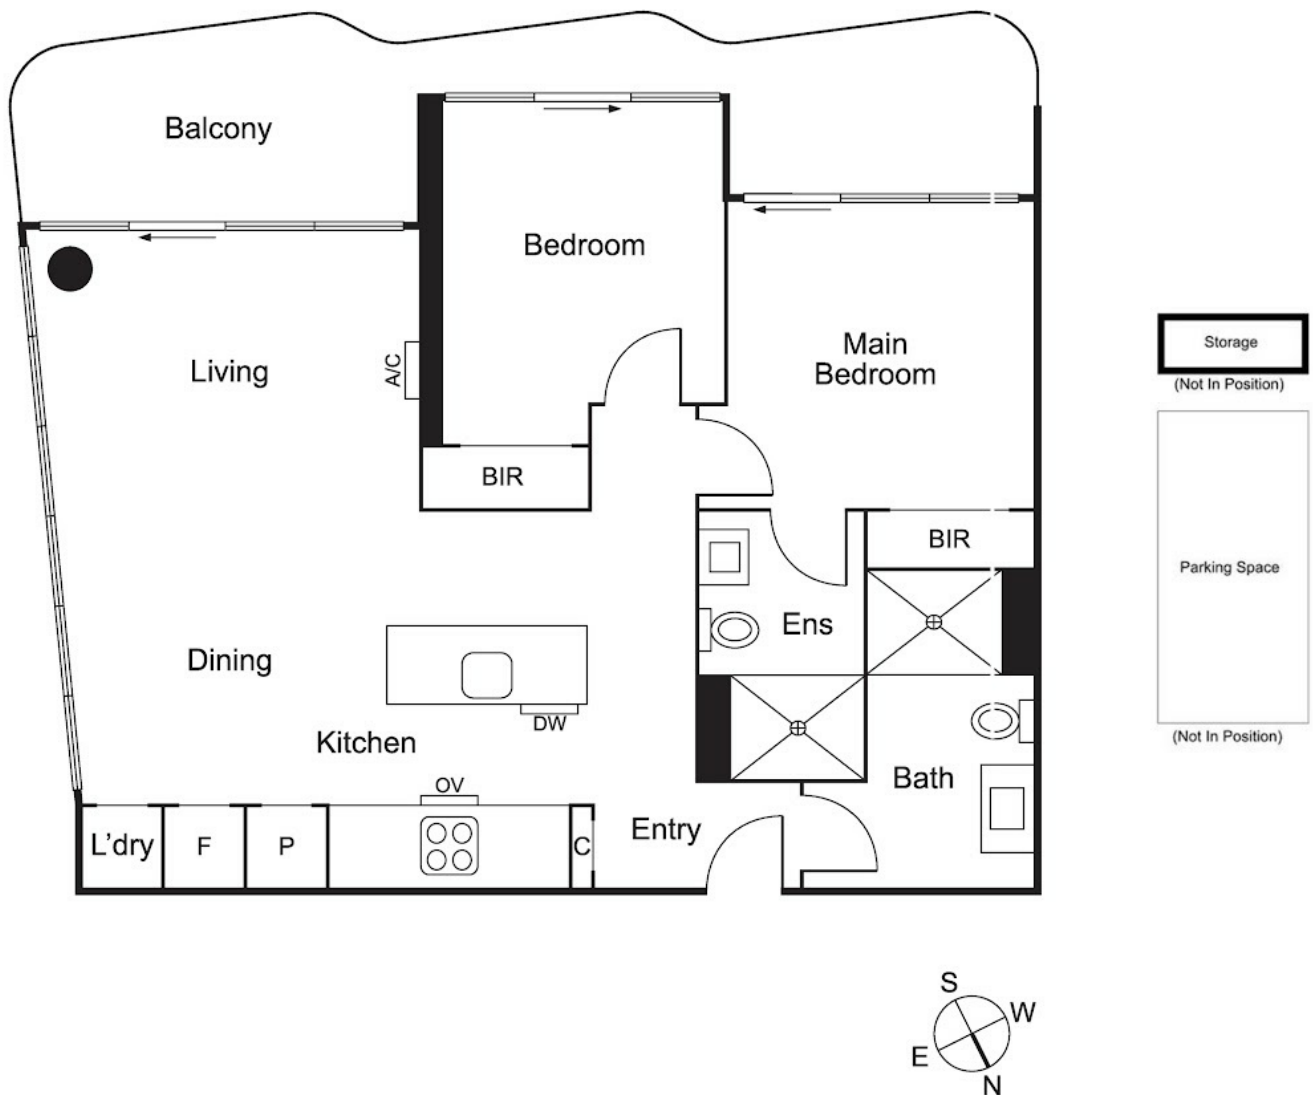 Balcony
Bedroom
Living
A/C
Main
Bedroom
BIR
BIR
Ens
Dining
DW
Kitchen
OV
Bath
L'dry
F
P
C
Entry
Storage
(Not In Position)
Parking Space
(Not In Position)
S
W
E
N